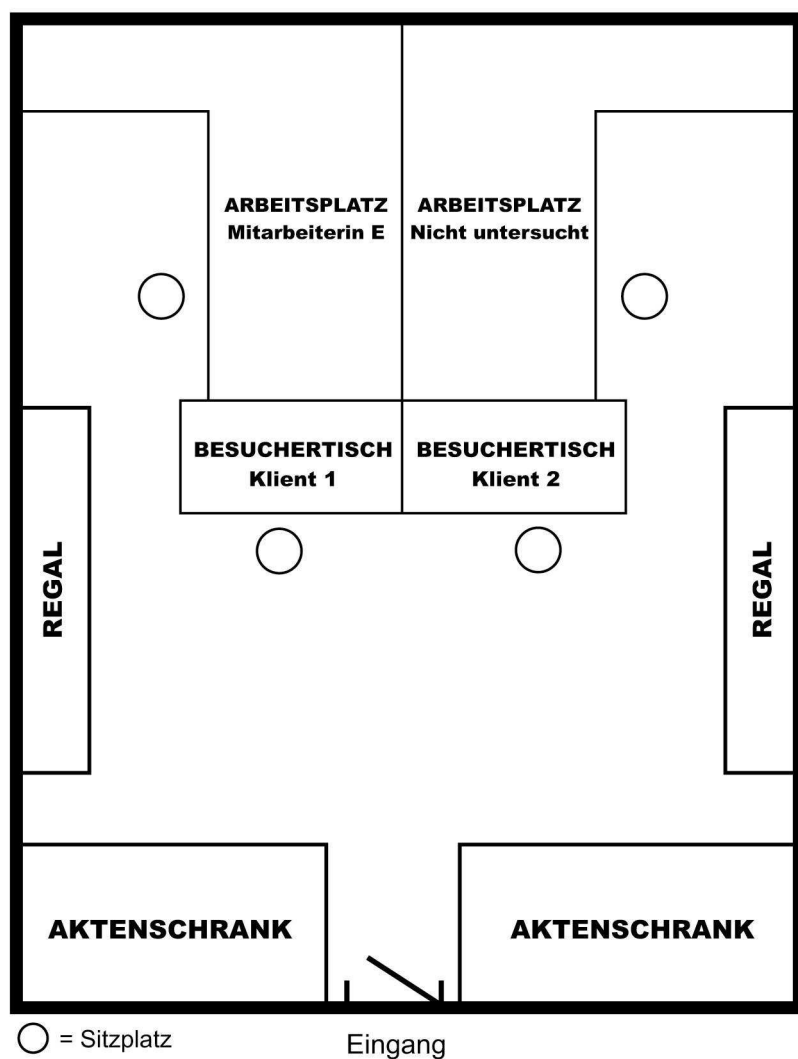 ARBEITSPLATZ
Mitarbeiterin E
ARBEITSPLATZ
Nicht untersucht
BESUCHERTISCH
Klient 1
BESUCHERTISCH
Klient 2
REGAL
REGAL
AKTENSCHRANK
AKTENSCHRANK
= Sitzplatz
Eingang